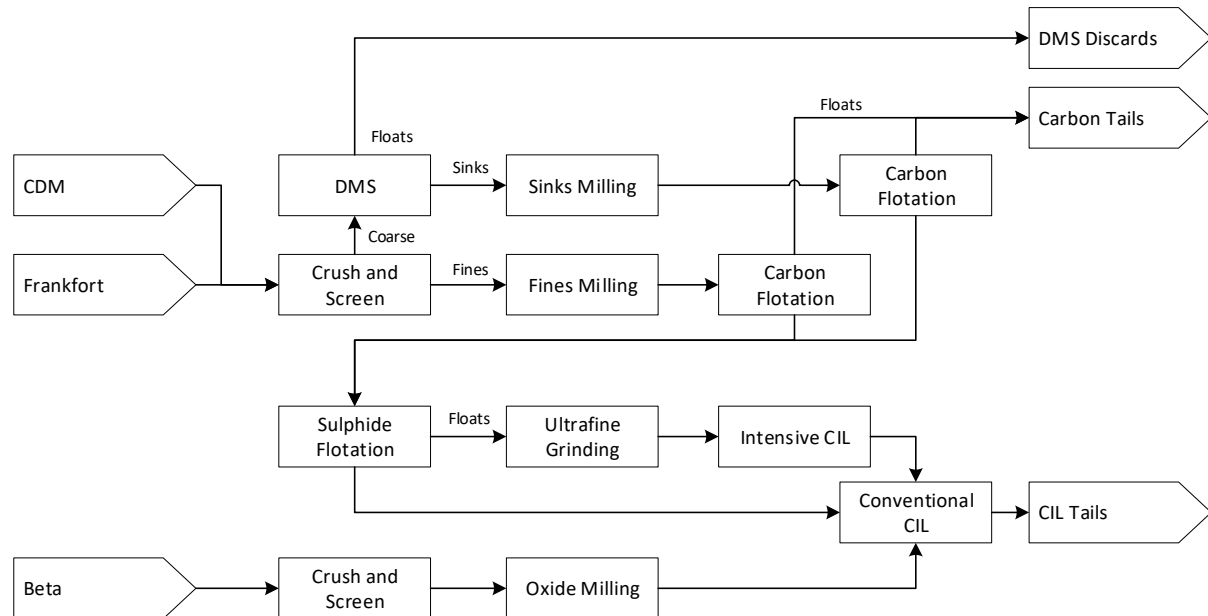 DMS Discards
Floats
Carbon Tails
Floats
Sinks
CDM
DMS
Sinks Milling
Carbon
Flotation
Coarse
Frankfort
Crush and
Screen
Fines
Fines Milling
Carbon
Flotation
Sulphide
Flotation
Floats
Ultrafine
Grinding
Intensive CIL
Conventional
CIL
CIL Tails
Beta
Crush and
Screen
Oxide Milling